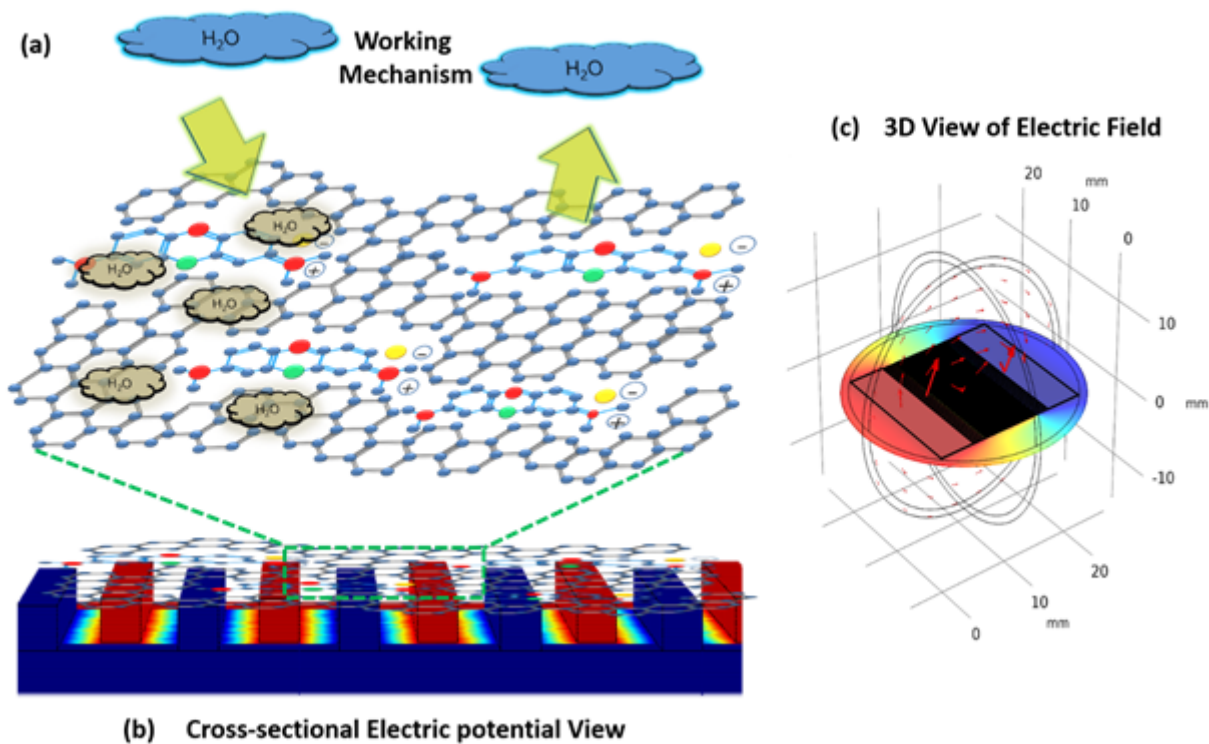 (a)
H₂O
Working
Mechanism
H₂O
H₂O
H₂O
H₂O
H₂O
H₂O
−
+
−
+
−
+
−
+
(b) Cross-sectional Electric potential View
(c) 3D View of Electric Field
20
mm
10
0
10
0
mm
-10
20
10
mm
0